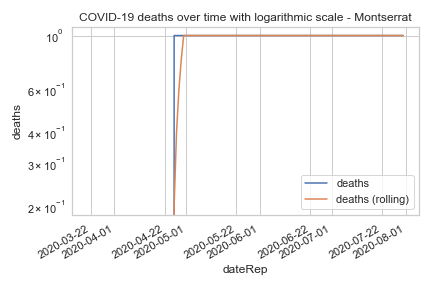 COVID-19 deaths over time with logarithmic scale - Montserrat
deaths
10⁰
6 × 10⁻¹
4 × 10⁻¹
3 × 10⁻¹
2 × 10⁻¹
deaths
deaths (rolling)
2020-03-22
2020-04-01
2020-04-22
2020-05-01
2020-05-22
2020-06-01
2020-06-22
2020-07-01
2020-07-22
2020-08-01
dateRep